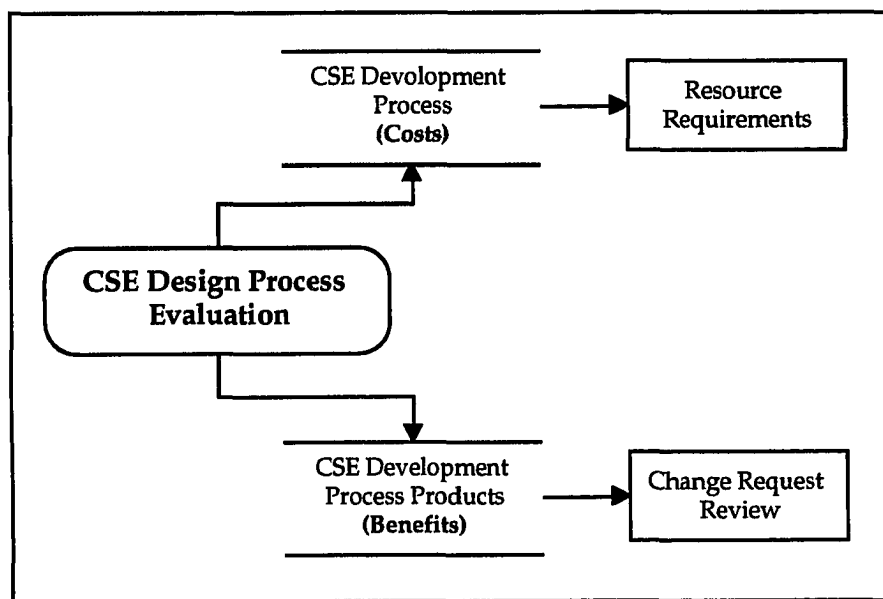 CSE Devolopment
Process
(Costs)
Resource
Requirements
CSE Design Process
Evaluation
CSE Development
Process Products
(Benefits)
Change Request
Review